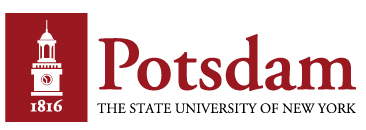 Potsdam
THE STATE UNIVERSITY OF NEW YORK
1816